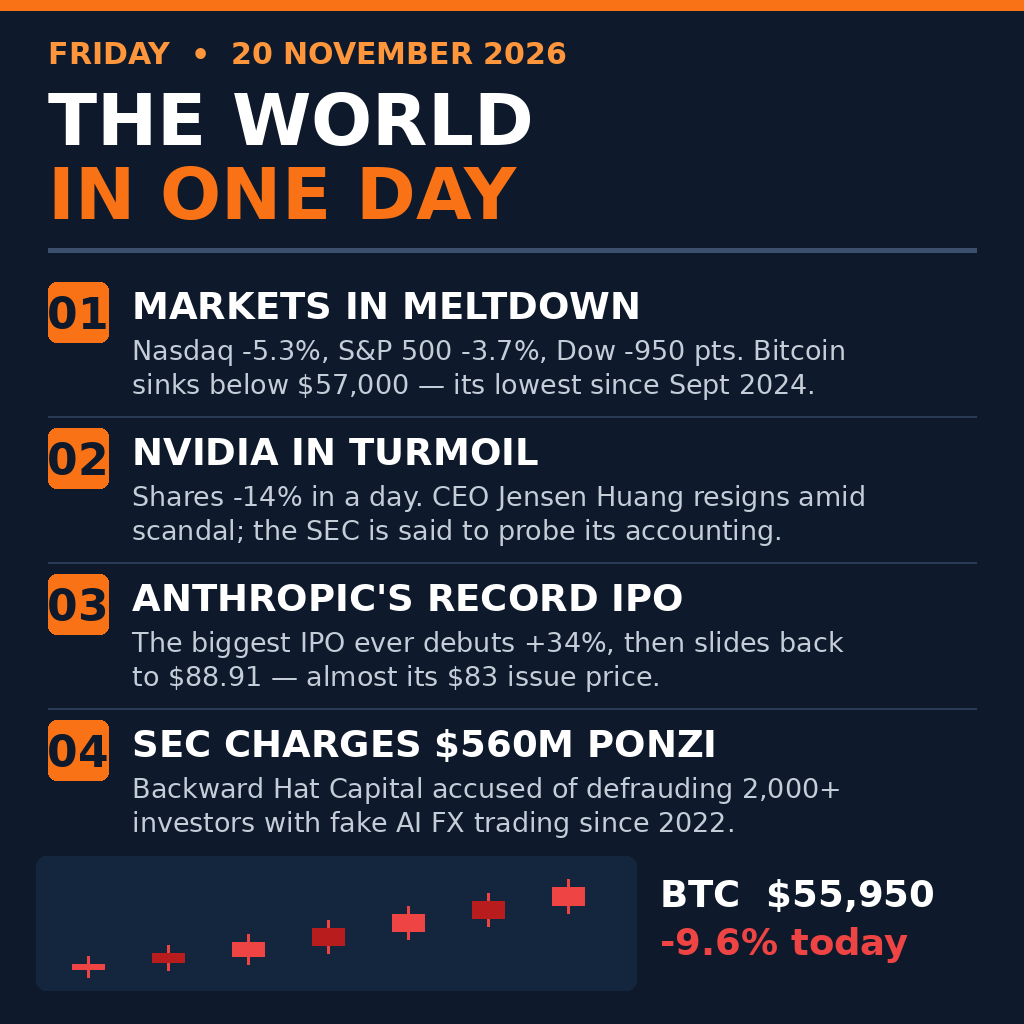 FRIDAY • 20 NOVEMBER 2026
THE WORLD
IN ONE DAY
01
MARKETS IN MELTDOWN
Nasdaq -5.3%, S&P 500 -3.7%, Dow -950 pts. Bitcoin
sinks below $57,000 — its lowest since Sept 2024.
02
NVIDIA IN TURMOIL
Shares -14% in a day. CEO Jensen Huang resigns amid
scandal; the SEC is said to probe its accounting.
03
ANTHROPIC'S RECORD IPO
The biggest IPO ever debuts +34%, then slides back
to $88.91 — almost its $83 issue price.
04
SEC CHARGES $560M PONZI
Backward Hat Capital accused of defrauding 2,000+
investors with fake AI FX trading since 2022.
BTC $55,950
-9.6% today